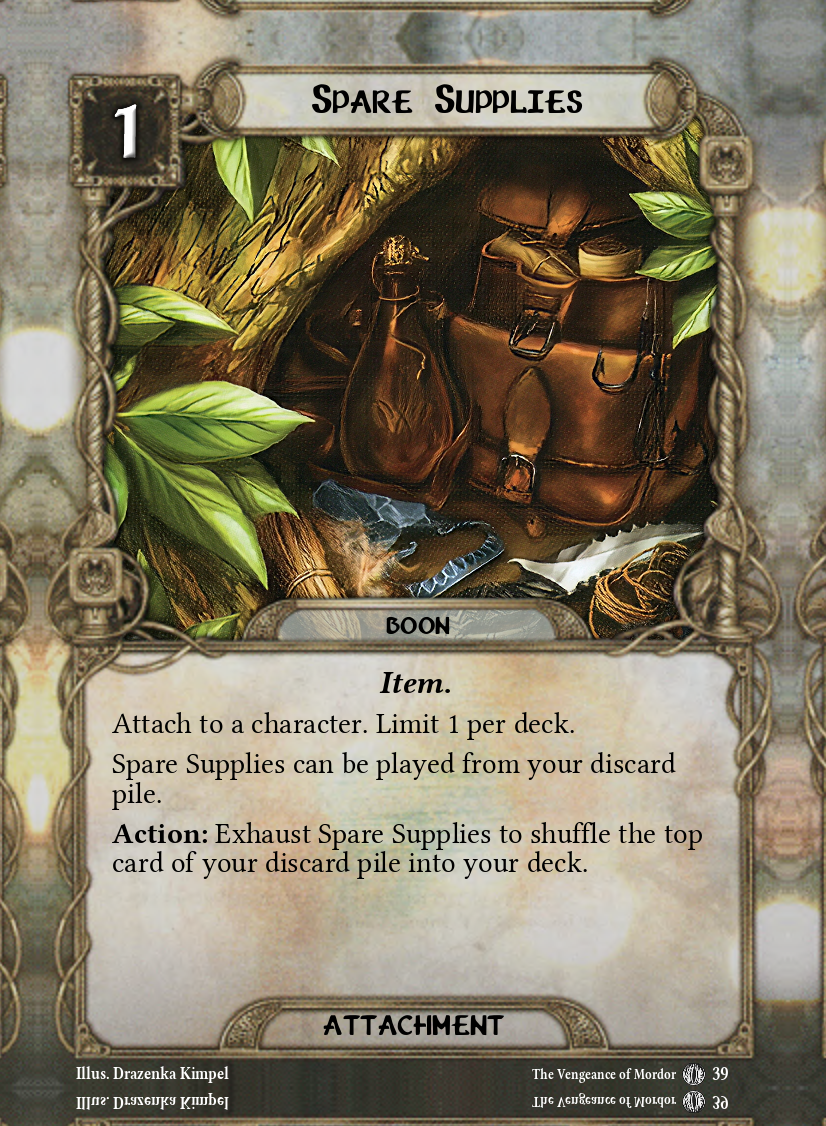 SPARE SUPPLIES
1
BOON
Item.
Attach to a character. Limit 1 per deck.
Spare Supplies can be played from your discard
pile.
Action: Exhaust Spare Supplies to shuffle the top
card of your discard pile into your deck.
ATTACHMENT
Illus. Drazenka Kimpel
The Vengeance of Mordor 39
Illus. Drazenka Kimpel
The Vengeance of Mordor 39